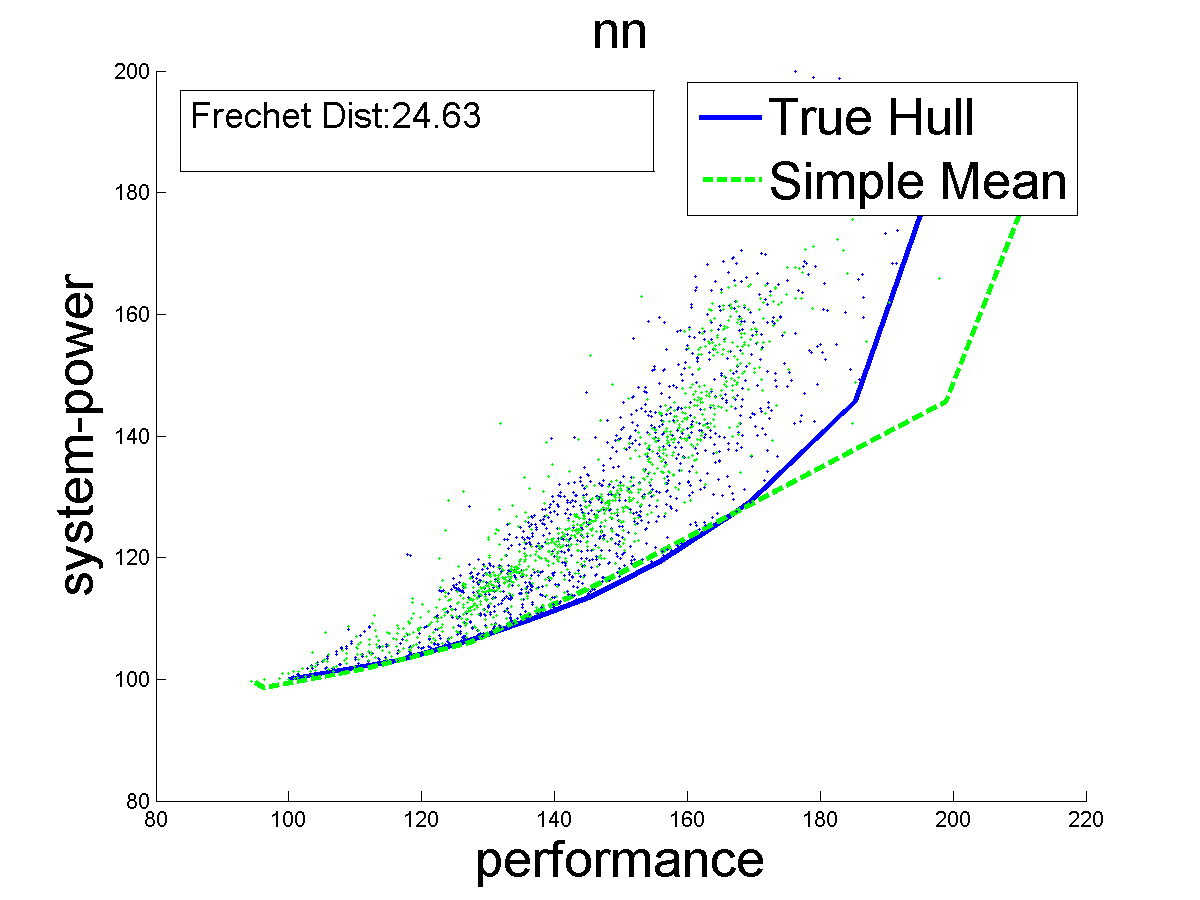 nn
Frechet Dist:24.63
True Hull
Simple Mean
200
180
160
140
120
100
80
system-power
80 100 120 140 160 180 200 220
performance